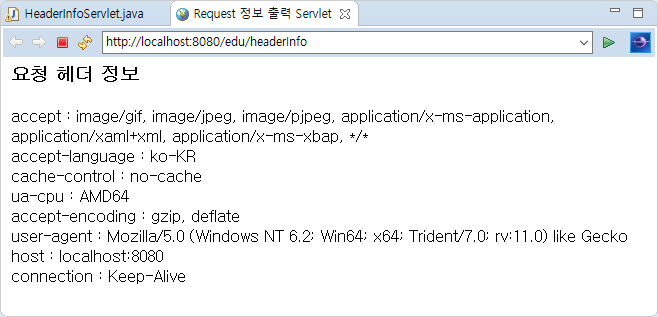 HeaderInfoServlet.java
Request 정보 출력 Servlet
http://localhost:8080/edu/headerInfo
요청 헤더 정보
accept : image/gif, image/jpeg, image/pjpeg, application/x-ms-application,
application/xaml+xml, application/x-ms-xbap, */*
accept-language : ko-KR
cache-control : no-cache
ua-cpu : AMD64
accept-encoding : gzip, deflate
user-agent : Mozilla/5.0 (Windows NT 6.2; Win64; x64; Trident/7.0; rv:11.0) like Gecko
host : localhost:8080
connection : Keep-Alive